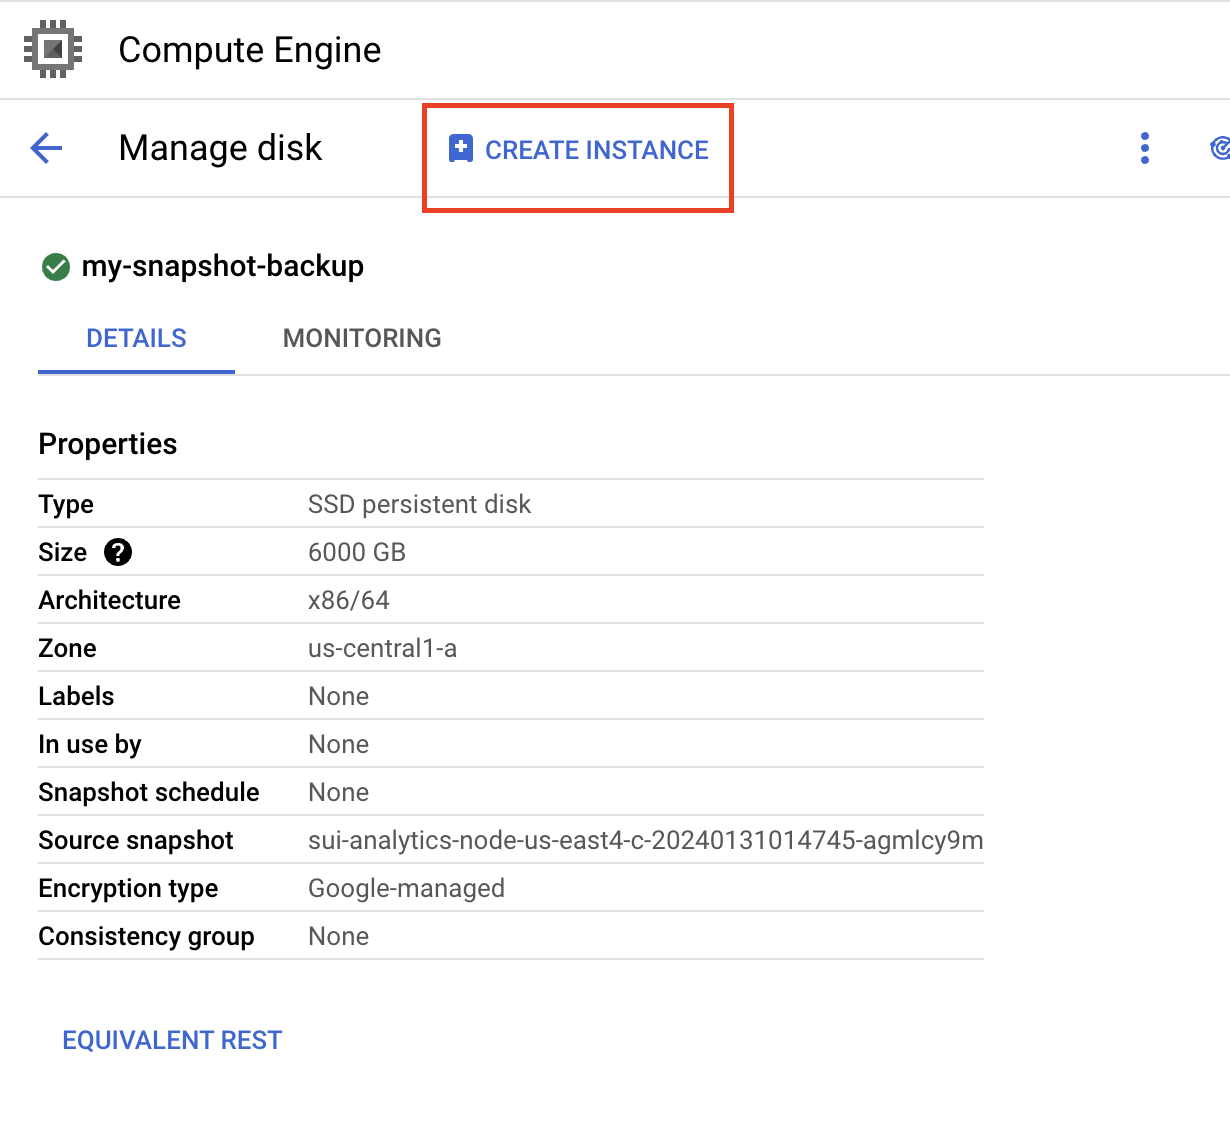 Compute Engine
Manage disk CREATE INSTANCE
my-snapshot-backup
DETAILS MONITORING
Properties
Type SSD persistent disk
Size ? 6000 GB
Architecture x86/64
Zone us-central1-a
Labels None
In use by None
Snapshot schedule None
Source snapshot sui-analytics-node-us-east4-c-20240131014745-agmlcy9m
Encryption type Google-managed
Consistency group None
EQUIVALENT REST